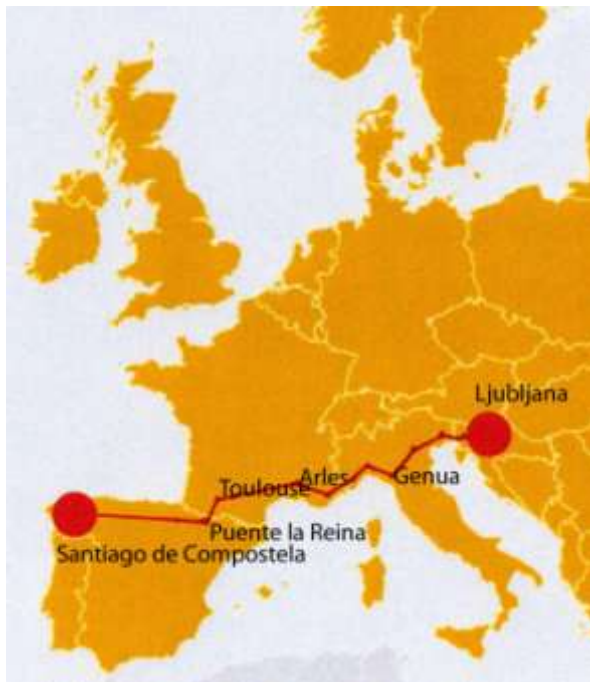 Ljubljana
Genua
Arles
Toulouse
Puente la Reina
Santiago de Compostela